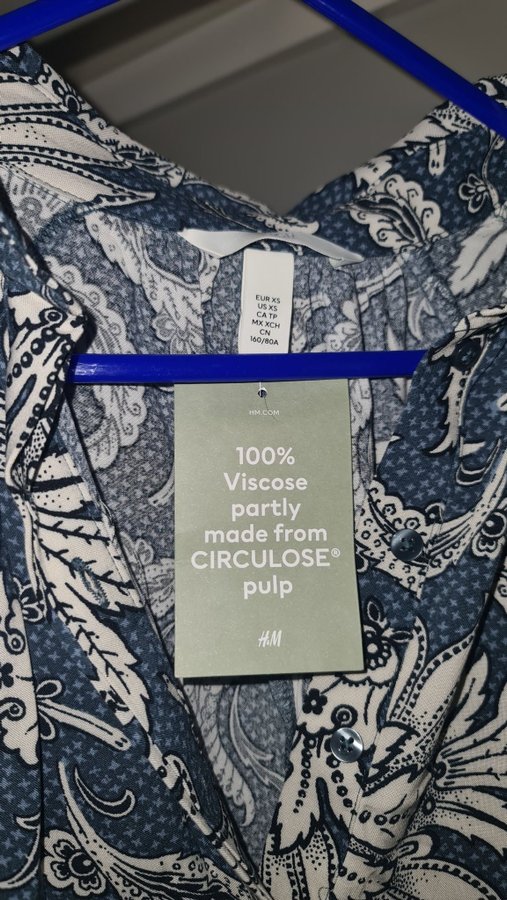 EUR XS
US XS
CA TP
MX XCH
CN
160/80A
HM.COM
100%
Viscose
partly
made from
CIRCULOSE®
pulp
H&M